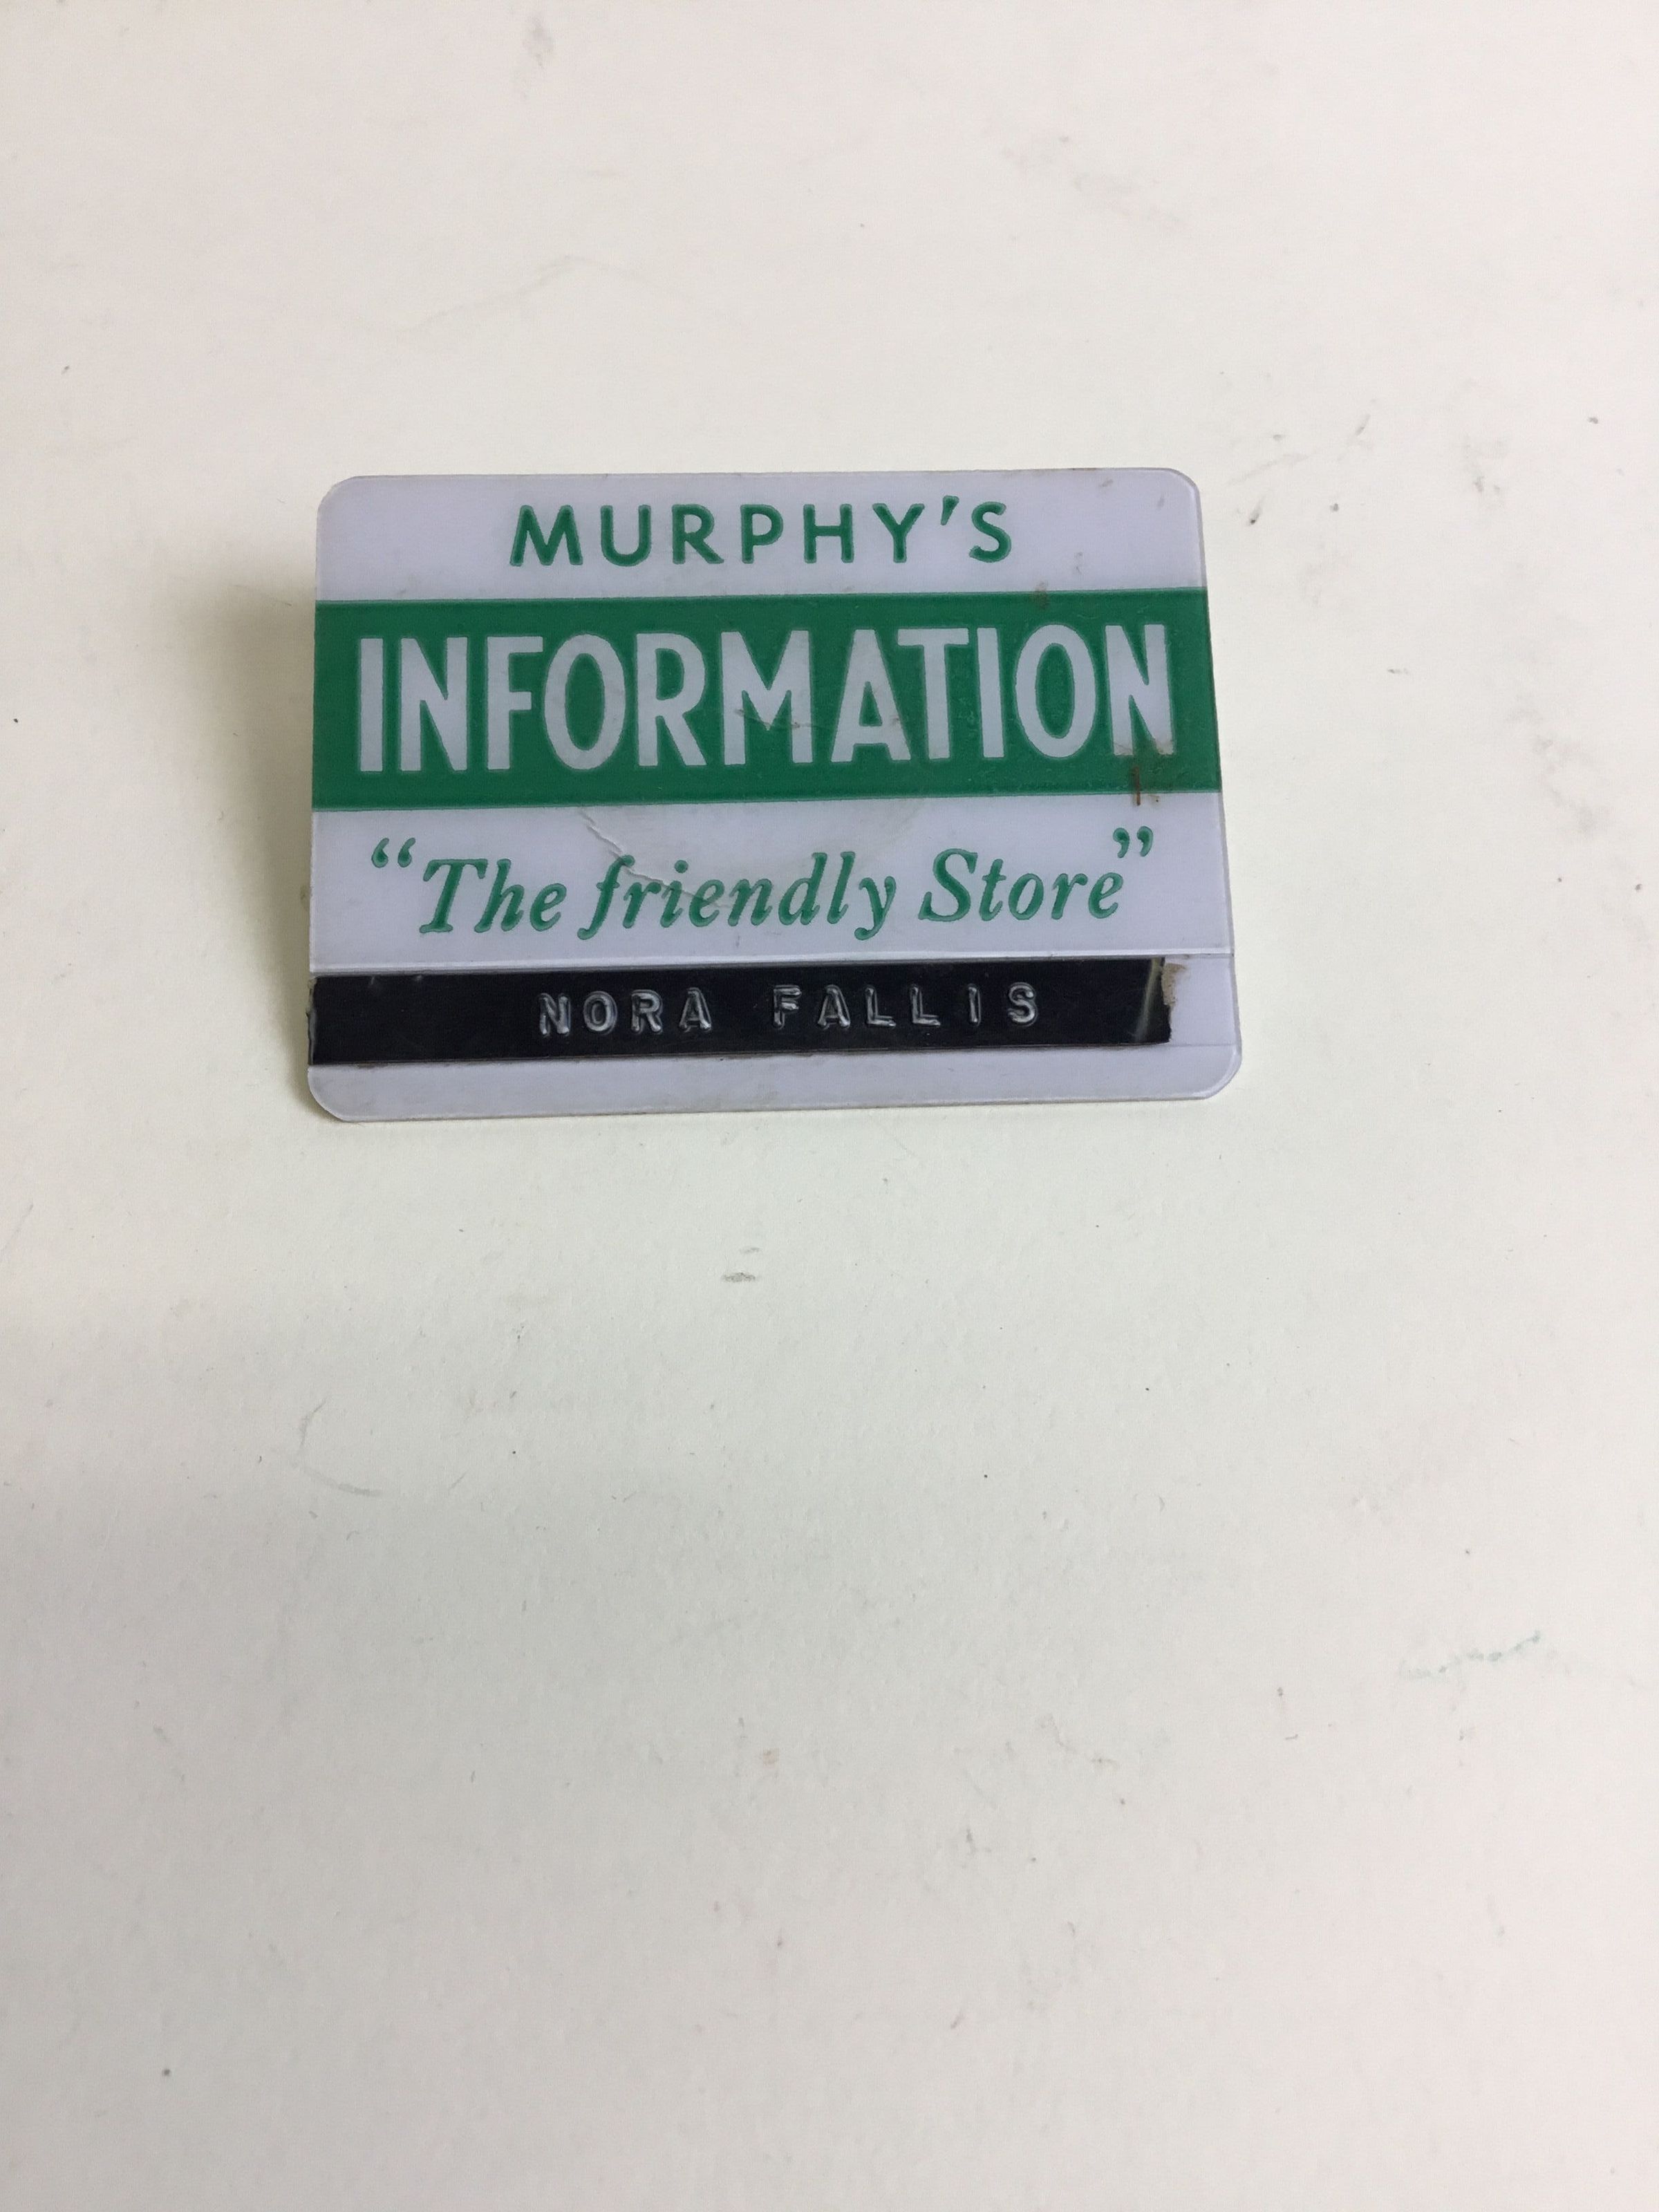 MURPHY'S
INFORMATION
“The friendly Store”
NORA FALLIS